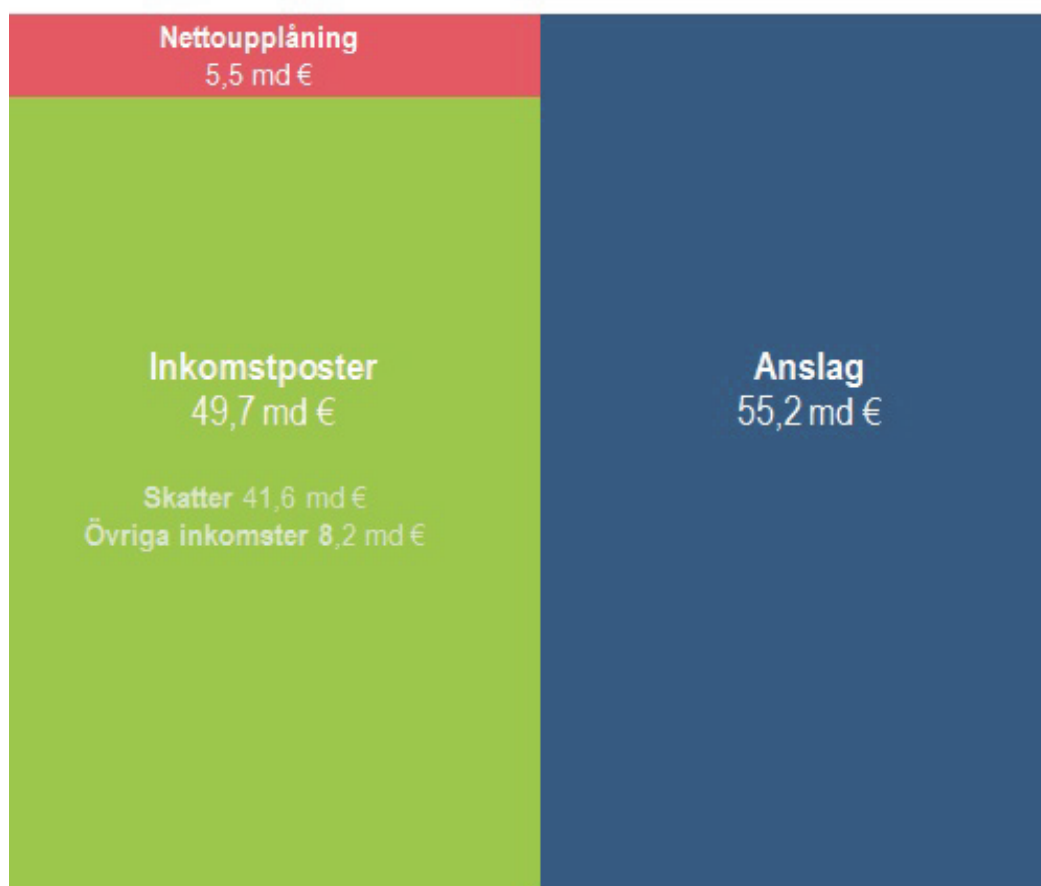 Nettoupplåning
5,5 md €
Inkomstposter
49,7 md €
Skatter 41,6 md €
Övriga inkomster 8,2 md €
Anslag
55,2 md €